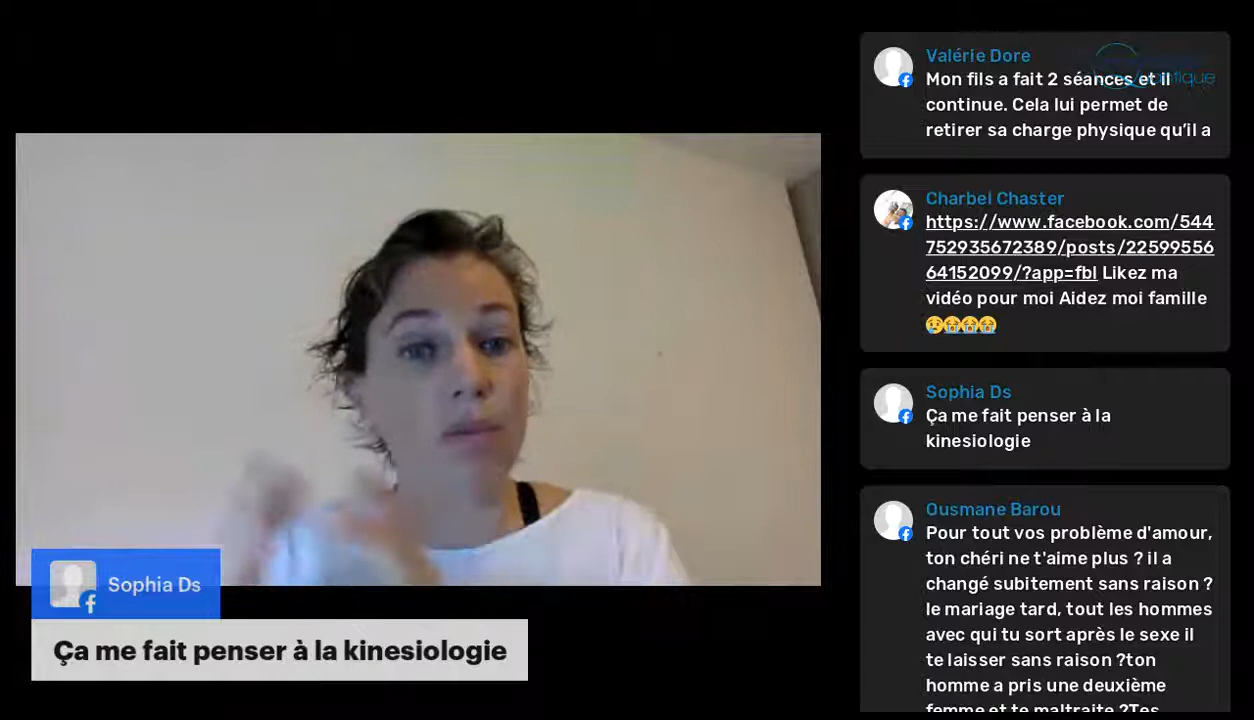 Valérie Dore
Mon fils a fait 2 séances et il
continue. Cela lui permet de
retirer sa charge physique qu’il a
Charbel Chaster
https://www.facebook.com/544
752935672389/posts/22599556
64152099/?app=fbl Likez ma
vidéo pour moi Aidez moi famille
😢😭😭😭
Sophia Ds
Ça me fait penser à la
kinesiologie
Ousmane Barou
Pour tout vos problème d'amour,
ton chéri ne t'aime plus ? il a
changé subitement sans raison ?
le mariage tard, tout les hommes
avec qui tu sort après le sexe il
te laisser sans raison ?ton
homme a pris une deuxième
femme et te maltraite ?Tes
Sophia Ds
Ça me fait penser à la kinesiologie